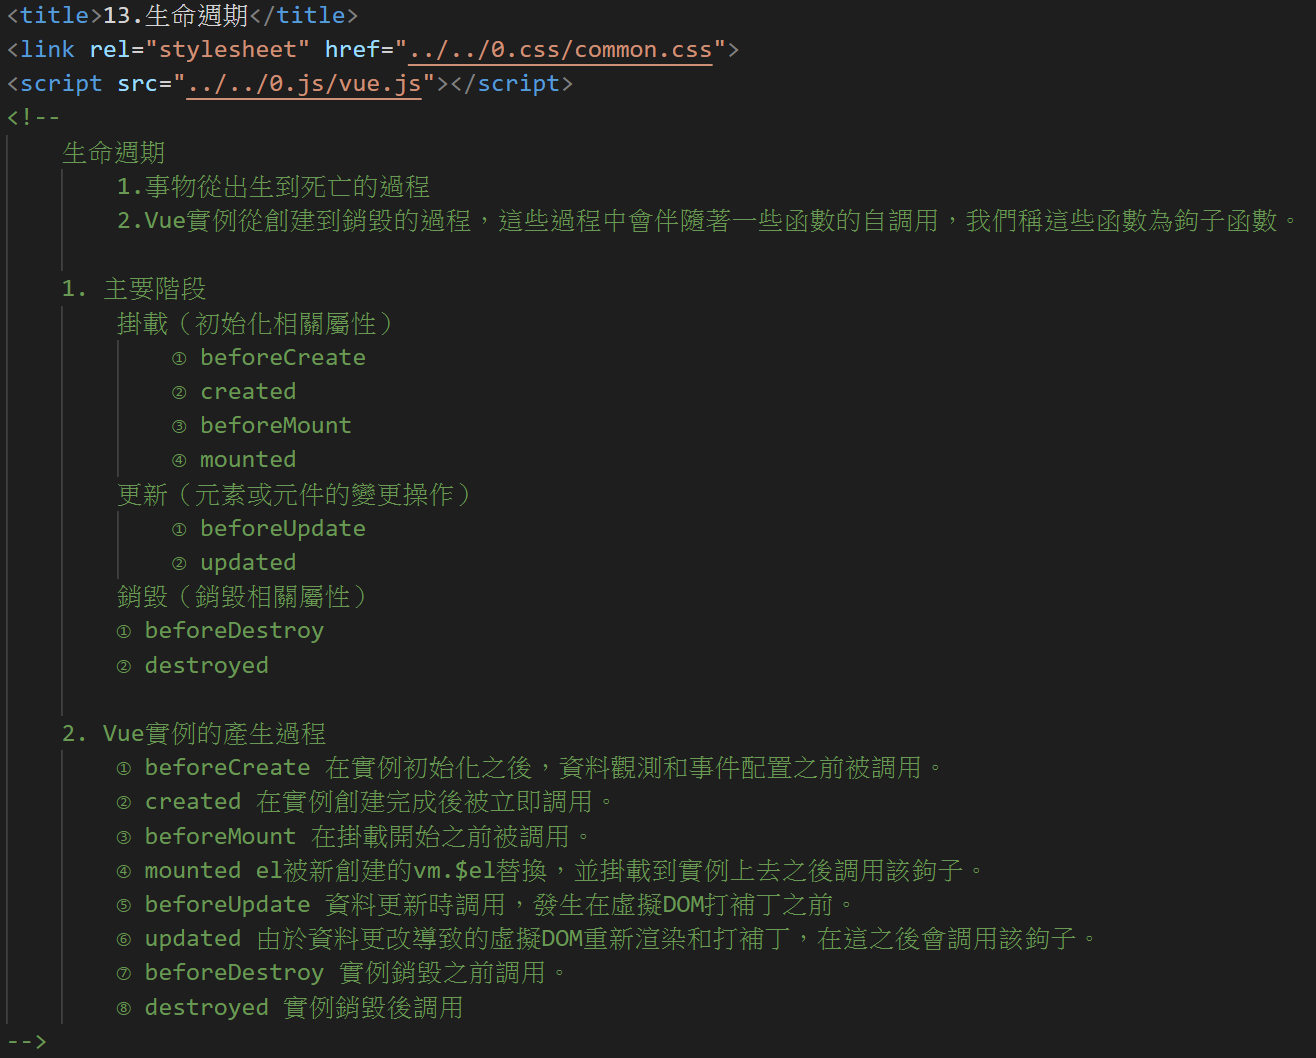 <title>13.生命週期</title>
<link rel="stylesheet" href="../../0.css/common.css">
<script src="../../0.js/vue.js"></script>
<!--
生命週期
1.事物從出生到死亡的過程
2.Vue實例從創建到銷毀的過程，這些過程中會伴隨著一些函數的自調用，我們稱這些函數為鉤子函數。
1. 主要階段
掛載（初始化相關屬性）
① beforeCreate
② created
③ beforeMount
④ mounted
更新（元素或元件的變更操作）
① beforeUpdate
② updated
銷毀（銷毀相關屬性）
① beforeDestroy
② destroyed
2. Vue實例的產生過程
① beforeCreate 在實例初始化之後，資料觀測和事件配置之前被調用。
② created 在實例創建完成後被立即調用。
③ beforeMount 在掛載開始之前被調用。
④ mounted el被新創建的vm.$el替換，並掛載到實例上去之後調用該鉤子。
⑤ beforeUpdate 資料更新時調用，發生在虛擬DOM打補丁之前。
⑥ updated 由於資料更改導致的虛擬DOM重新渲染和打補丁，在這之後會調用該鉤子。
⑦ beforeDestroy 實例銷毀之前調用。
⑧ destroyed 實例銷毀後調用
-->